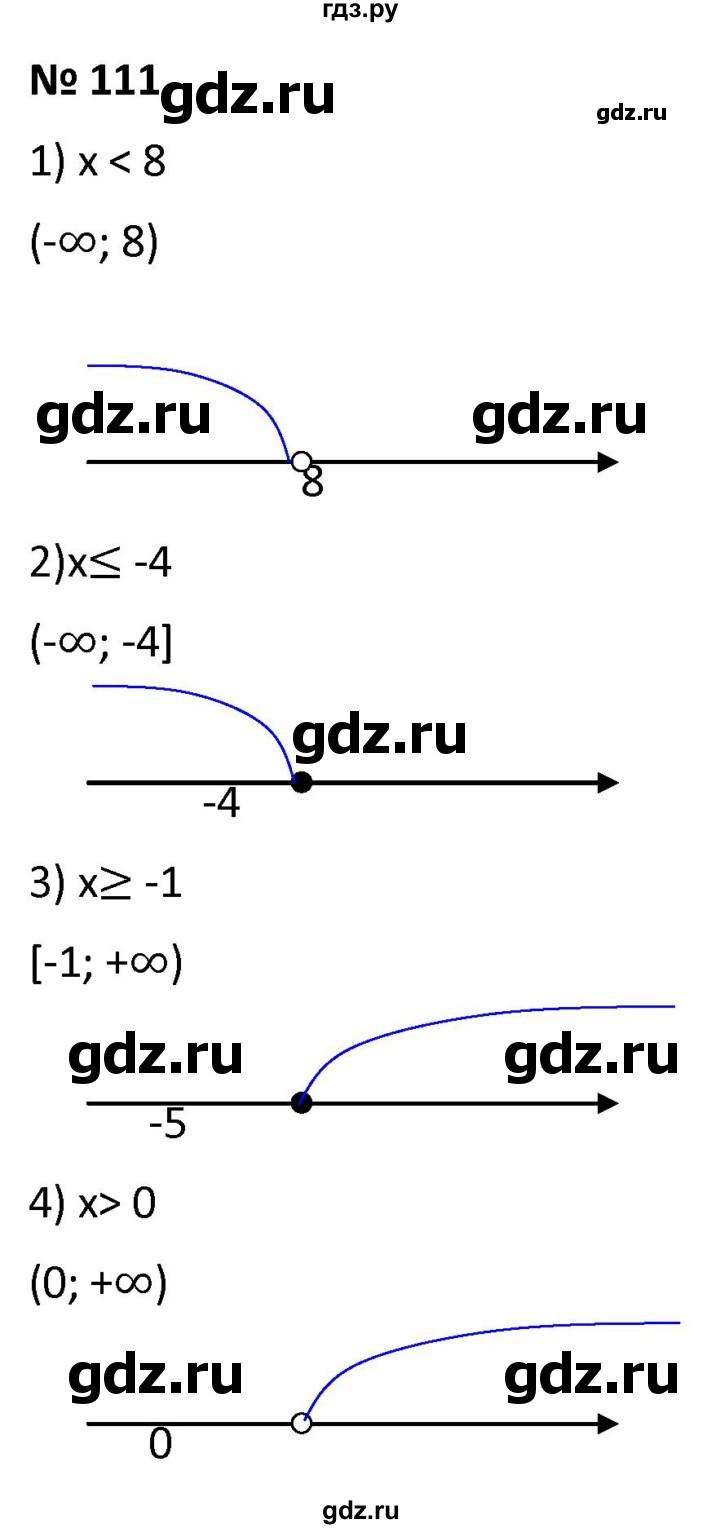 гдз.ру
№ 111
gdz.ru
gdz.ru
1) x < 8
(-∞; 8)
gdz.ru
gdz.ru
8
2)x≤ -4
(-∞; -4]
gdz.ru
-4
3) x≥ -1
[-1; +∞)
gdz.ru
gdz.ru
-5
4) x> 0
(0; +∞)
gdz.ru
gdz.ru
0
gdz.ru